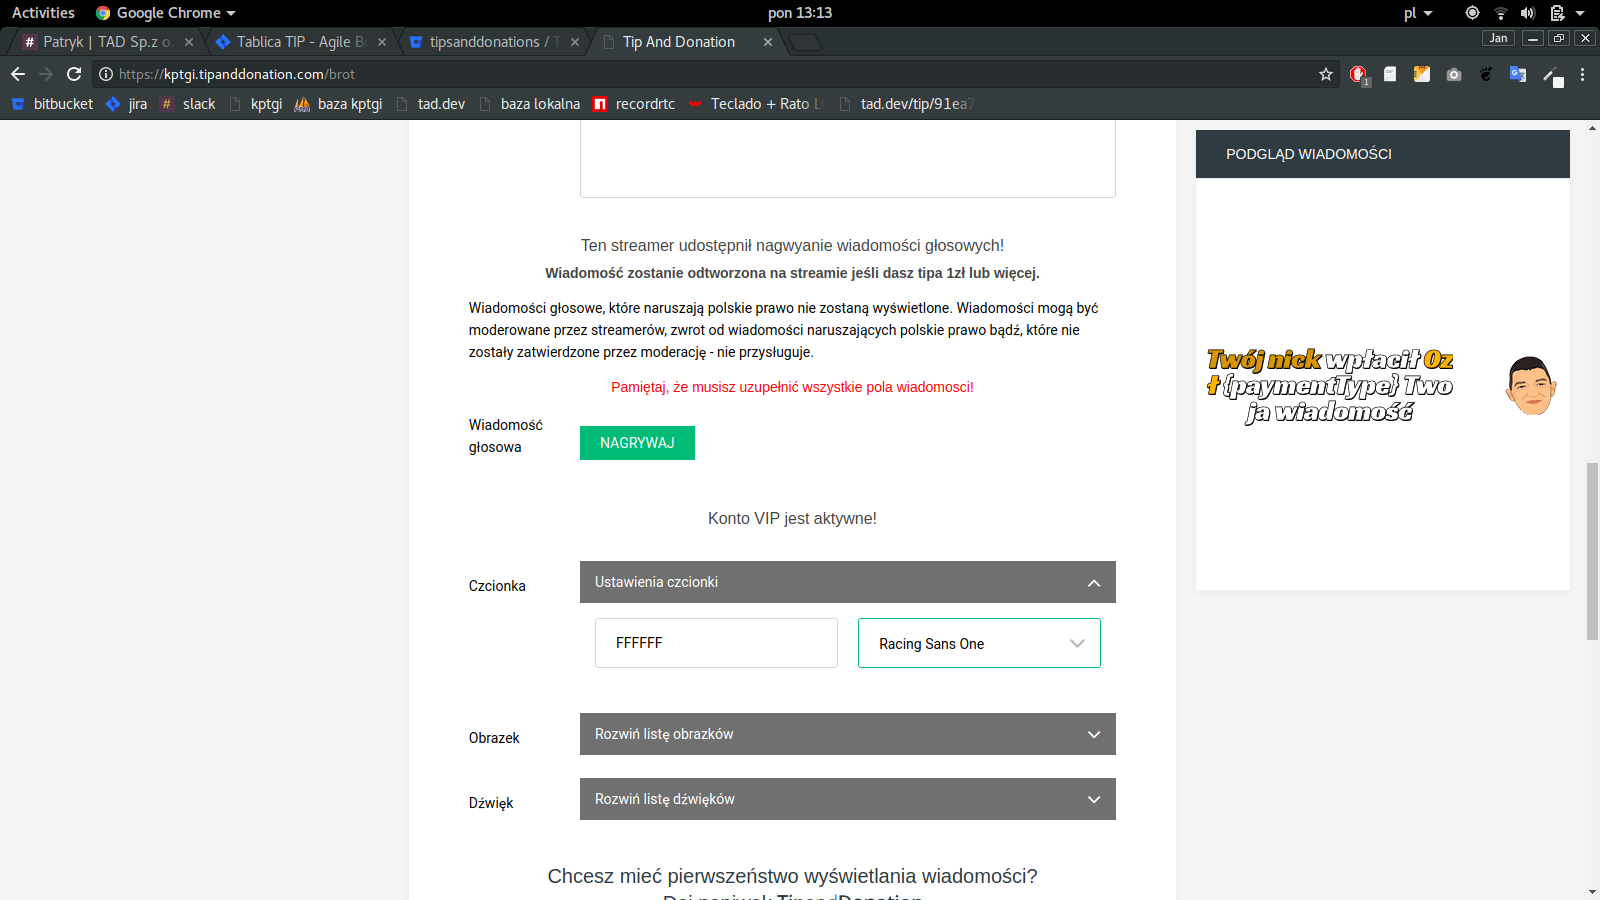 Activities Google Chrome pon 13:13 pl
Patryk | TAD Sp.z o. Tablica TIP - Agile Bo tipsanddonations / T Tip And Donation Jan
https://kptgi.tipanddonation.com/brot
bitbucket jira slack kptgi baza kptgi tad.dev baza lokalna recordrtc Teclado + Rato L tad.dev/tip/91ea7
PODGLĄD WIADOMOŚCI
Ten streamer udostępnił nagwyanie wiadomości głosowych!
Wiadomość zostanie odtworzona na streamie jeśli dasz tipa 1zł lub więcej.
Wiadomości głosowe, które naruszają polskie prawo nie zostaną wyświetlone. Wiadomości mogą być
moderowane przez streamerów, zwrot od wiadomości naruszających polskie prawo bądź, które nie
zostały zatwierdzone przez moderację - nie przysługuje.
Pamiętaj, że musisz uzupełnić wszystkie pola wiadomosci!
Wiadomość
głosowa
NAGRYWAJ
Twój nick wpłacił 0z
ł {paymentType} Two
ja wiadomość
Konto VIP jest aktywne!
Czcionka
Ustawienia czcionki
FFFFFF
Racing Sans One
Obrazek
Rozwiń listę obrazków
Dźwięk
Rozwiń listę dźwięków
Chcesz mieć pierwszeństwo wyświetlania wiadomości?
Daj napiwek TipandDonation